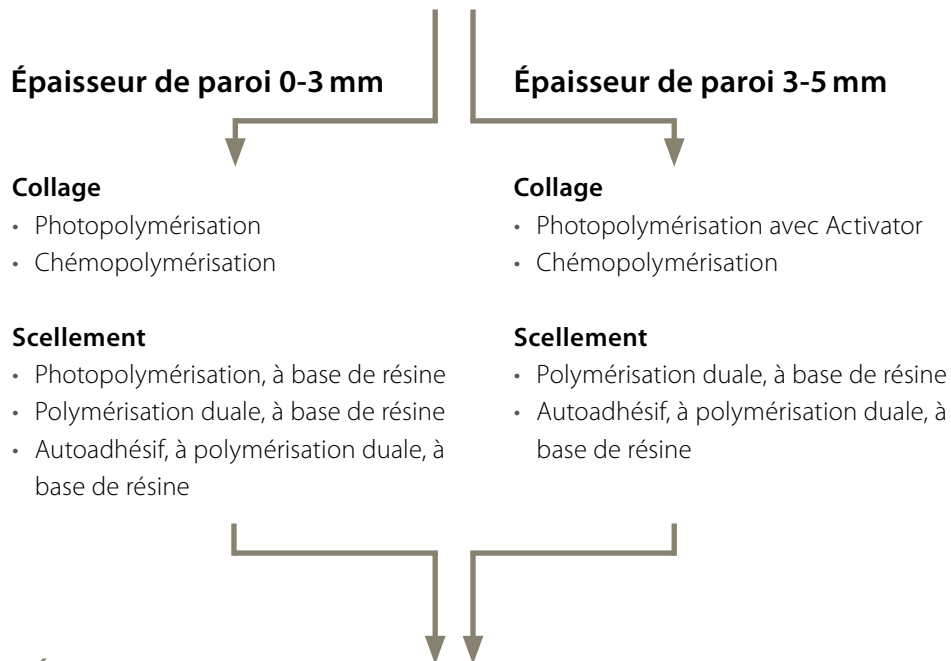 Épaisseur de paroi 0-3 mm
Collage
• Photopolymérisation
• Chémopolymérisation
Scellement
• Photopolymérisation, à base de résine
• Polymérisation duale, à base de résine
• Autoadhésif, à polymérisation duale, à
base de résine
Épaisseur de paroi 3-5 mm
Collage
• Photopolymérisation avec Activator
• Chémopolymérisation
Scellement
• Polymérisation duale, à base de résine
• Autoadhésif, à polymérisation duale, à
base de résine